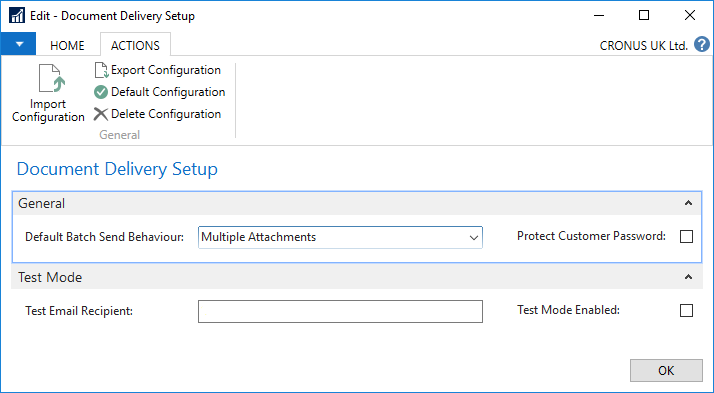 Edit - Document Delivery Setup
HOME
ACTIONS
CRONUS UK Ltd.
?
Import
Configuration
Export Configuration
Default Configuration
Delete Configuration
General
Document Delivery Setup
General
Default Batch Send Behaviour:
Multiple Attachments
Protect Customer Password:
Test Mode
Test Email Recipient:
Test Mode Enabled:
OK